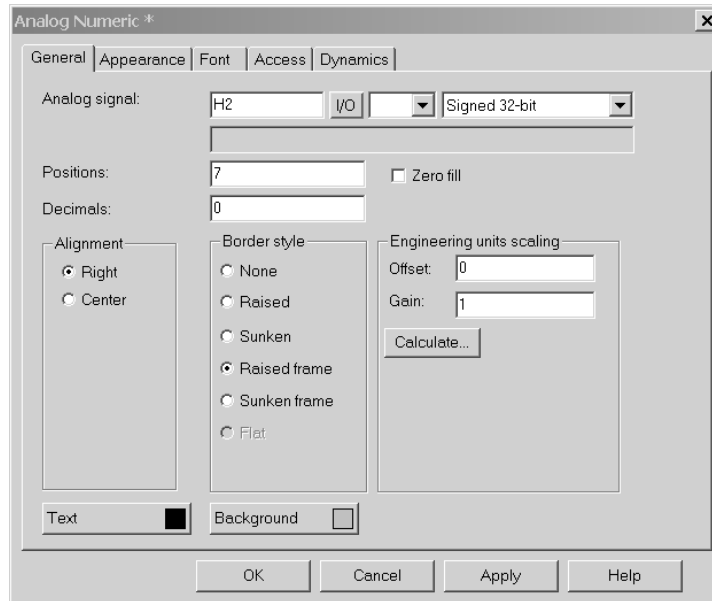 Analog Numeric *
General Appearance Font Access Dynamics
Analog signal: H2 I/O Signed 32-bit
Positions: 7 Zero fill
Decimals: 0
Alignment Border style Engineering units scaling
Right None Offset: 0
Center Raised Gain: 1
Sunken Calculate...
Raised frame
Sunken frame
Flat
Text Background
OK Cancel Apply Help